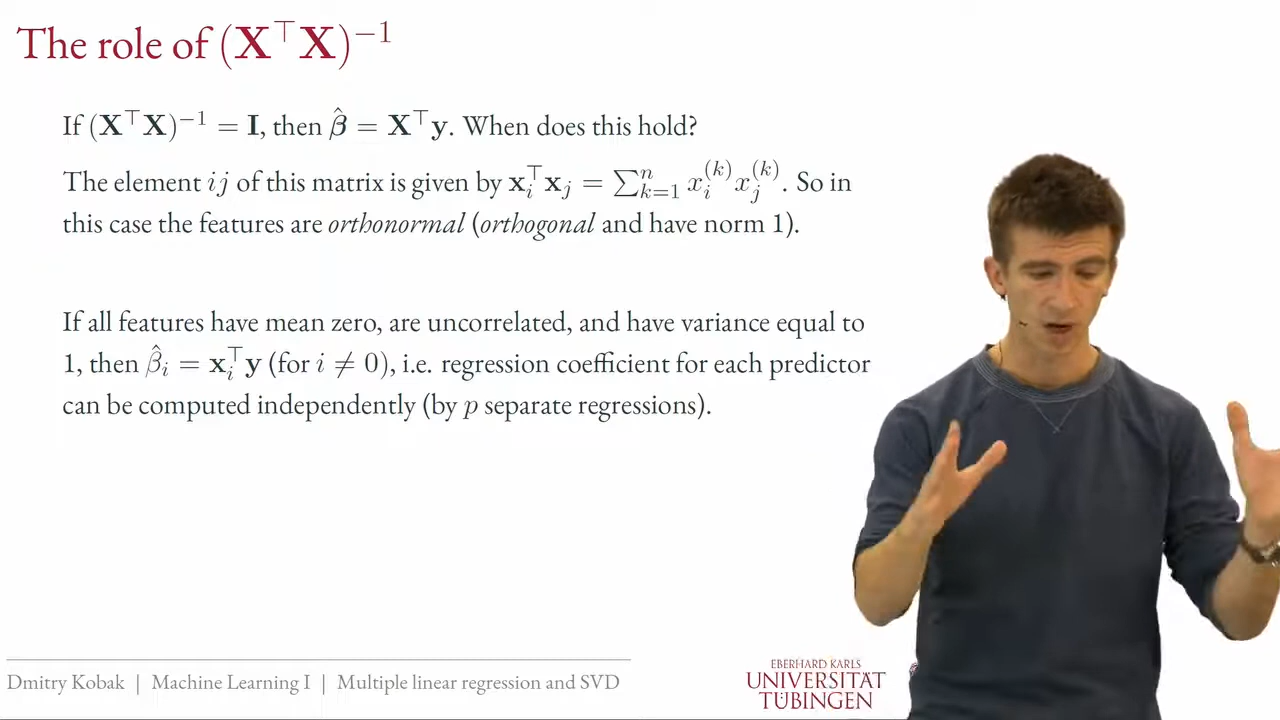 The role of (X⊤X)⁻¹
If (X⊤X)⁻¹ = I, then β̂ = X⊤y. When does this hold?
The element ij of this matrix is given by xᵢ⊤xⱼ = ∑ⁿₖ₌₁ xᵢ⁽ᵏ⁾xⱼ⁽ᵏ⁾. So in
this case the features are orthonormal (orthogonal and have norm 1).
If all features have mean zero, are uncorrelated, and have variance equal to
1, then β̂ᵢ = xᵢ⊤y (for i ≠ 0), i.e. regression coefficient for each predictor
can be computed independently (by p separate regressions).
Dmitry Kobak | Machine Learning I | Multiple linear regression and SVD
EBERHARD KARLS
UNIVERSITÄT
TÜBINGEN